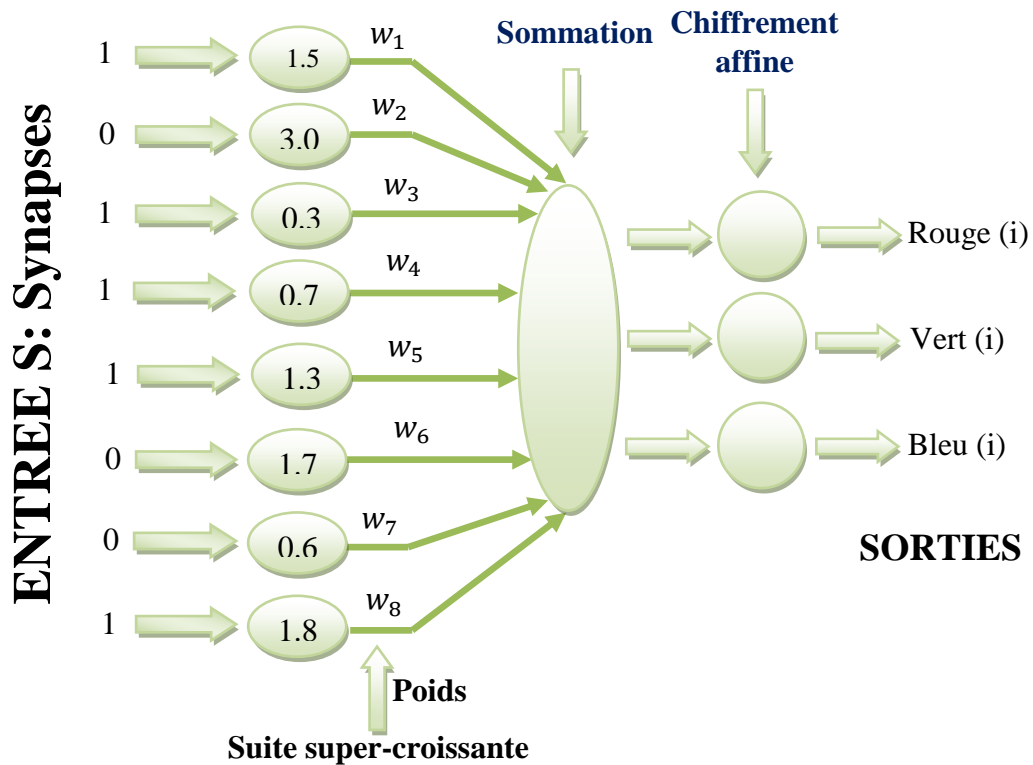 ENTREE S: Synapses
1
1.5
w₁
0
3.0
w₂
1
0.3
w₃
1
0.7
w₄
1
1.3
w₅
0
1.7
w₆
0
0.6
w₇
1
1.8
w₈
Sommation
Chiffrement
affine
Rouge (i)
Vert (i)
Bleu (i)
SORTIES
Poids
Suite super-croissante